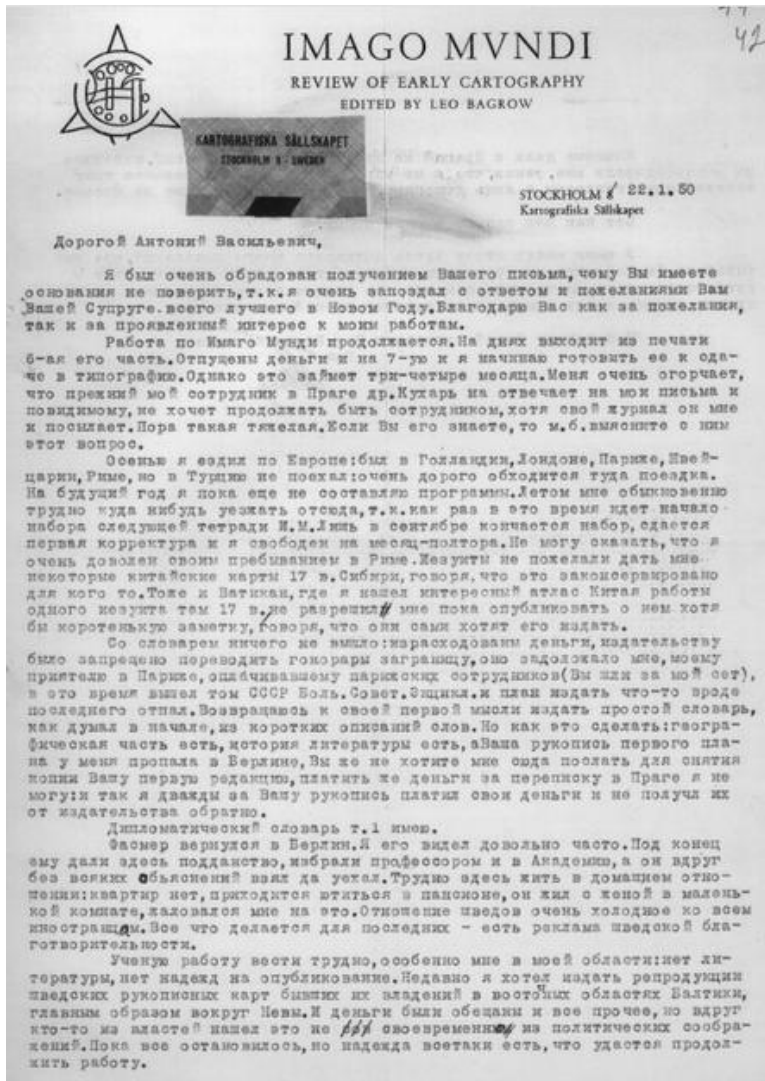 42
IMAGO MVNDI
REVIEW OF EARLY CARTOGRAPHY
EDITED BY LEO BAGROW
KARTOGRAFISKA SÄLLSKAPET
STOCKHOLM 8 - SWEDEN
STOCKHOLM 8 22.1.50
Kartografiska Sällskapet
Дорогой Антоний Васильевич,
Я был очень обрадован получением Вашего письма, чему Вы имеете
основания не поверить,т.к.я очень запоздал с ответом и пожеланиями Вам
Вашей Супруге всего лучшего в Новом Году.Благодарю Вас как за пожелания,
так и за проявленный интерес к моим работам.
Работа по Имаго Мунди продолжается.На днях выходит из печати
6-ая его часть.Отпущены деньги и на 7-ую и я начинаю готовить ее к сда-
че в типографию.Однако это займет три-четыре месяца.Меня очень огорчает,
что прежний мой сотрудник в Праге др.Кухарь на отвечает на мои письма и
повидимому,не хочет продолжать быть сотрудником,хотя свой журнал он мне
и посылает.Пора такая тяжелая.Если Вы его знаете,то м.б.выясните с ним
этот вопрос.
Осенью я ездил по Европе:был в Голландии,Лондоне,Париже,Швей-
царии,Риме,но в Турцию не поехал:очень дорого обходится туда поездка.
На будущий год я пока еще не составляю программы.Летом мне обыкновенно
трудно куда нибудь уезжать отсюда,т.к.как раз в это время идет начало
набора следующей тетради И.М.Лишь в сентябре кончается набор,сдается
первая корректура и я свободен на месяц-полтора.Не могу сказать,что я
очень доволен своим пребыванием в Риме.Иезуиты не пожелали дать мне
некоторые китайские карты 17 в.Сибири,говоря,что это законсервировано
для кого то.Тоже и Ватикан,где я нашел интересный атлас Китая работы
одного иезуита там 17 в.не разрешил мне пока опубликовать о нем хотя
бы коротенькую заметку,говоря,что они сами хотят его издать.
Со словарем ничего не вышло:израсходованы деньги,издательству
было запрещено переводить гонорары заграницу,оно задолжало мне,моему
приятелю в Париже,оплачивавшему парижских сотрудников(Вы шли за мой сет),
в это время вышел том СССР Боль.Совет.Энцикл.и план издать что-то вроде
последнего отпал.Возвращаюсь к своей первой мысли издать простой словарь,
как думал в начале,из коротких описаний слов.Но как это сделать:геогра-
фическая часть есть,история литературы есть,аВаша рукопись первого пла-
на у меня пропала в Берлине,Вы же не хотите мне сюда послать для снятия
копии Вашу первую редакцию,платить же деньги за переписку в Праге я не
могу:и так я дважды за Вашу рукопись платил свои деньги и не получл их
от издательства обратно.
Дипломатический словарь т.1 имею.
Фасмер вернулся в Берлин.Я его видел довольно часто.Под конец
ему дали здесь подданство,избрали профессором и в Академию,а он вдруг
без всяких объяснений взял да уехал.Трудно здесь жить в домашнем отно-
шении:квартир нет,приходится ютиться в пансионе,он жил с женой в малень-
кой комнате,жаловался мне на это.Отношение шведов очень холодное ко всем
иностранцам.Все что делается для последних - есть реклама шведской бла-
готворительности.
Ученую работу вести трудно,особенно мне в моей области:нет ли-
тературы,нет надежд на опубликование.Недавно я хотел издать репродукции
шведских рукописных карт бывших их владений в восточных областях Балтики,
главным образом вокруг Невы.И деньги были обещаны и все прочее,но вдруг
кто-то из властей нашел это не своевременно из политических сообра-
жений.Пока все остановилось,но надежда всетаки есть,что удастся продол-
жить работу.